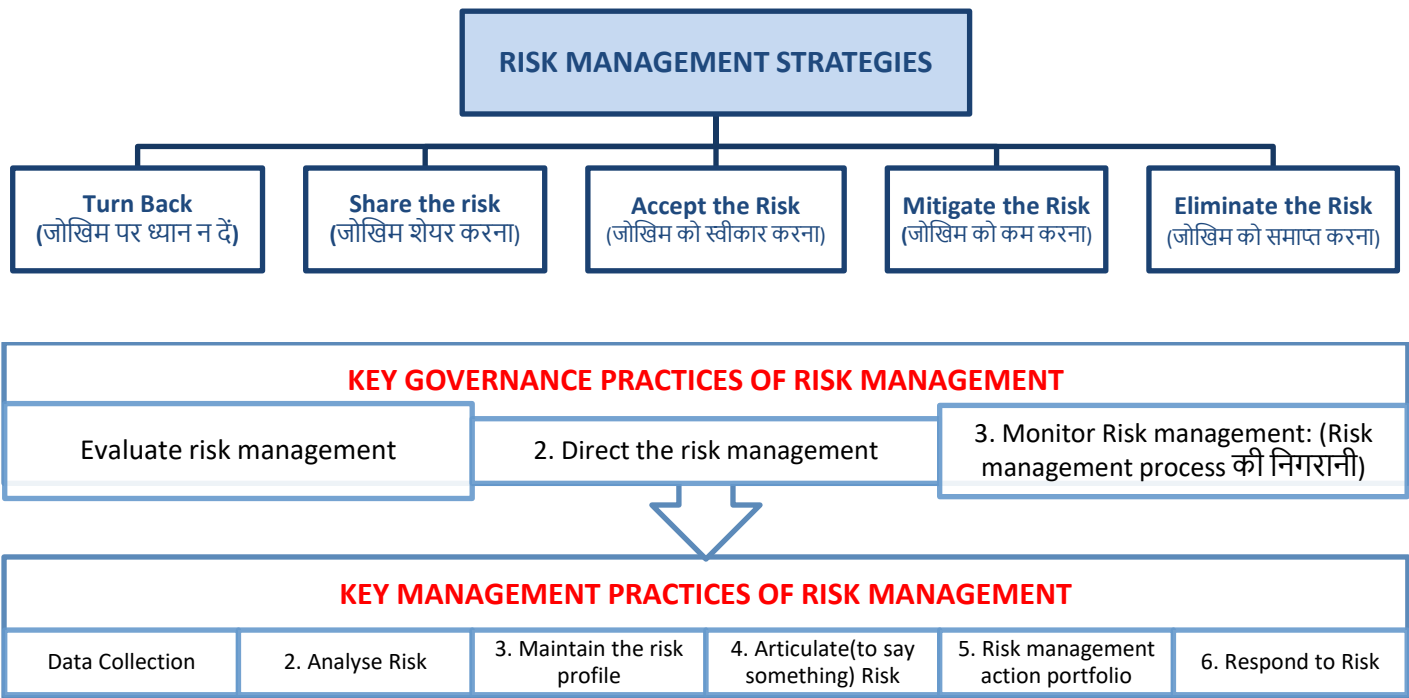 RISK MANAGEMENT STRATEGIES
Turn Back
(जोखिम पर ध्यान न दें)
Share the risk
(जोखिम शेयर करना)
Accept the Risk
(जोखिम को स्वीकार करना)
Mitigate the Risk
(जोखिम को कम करना)
Eliminate the Risk
(जोखिम को समाप्त करना)
KEY GOVERNANCE PRACTICES OF RISK MANAGEMENT
Evaluate risk management
2. Direct the risk management
3. Monitor Risk management: (Risk
management process की निगरानी)
KEY MANAGEMENT PRACTICES OF RISK MANAGEMENT
Data Collection
2. Analyse Risk
3. Maintain the risk
profile
4. Articulate(to say
something) Risk
5. Risk management
action portfolio
6. Respond to Risk